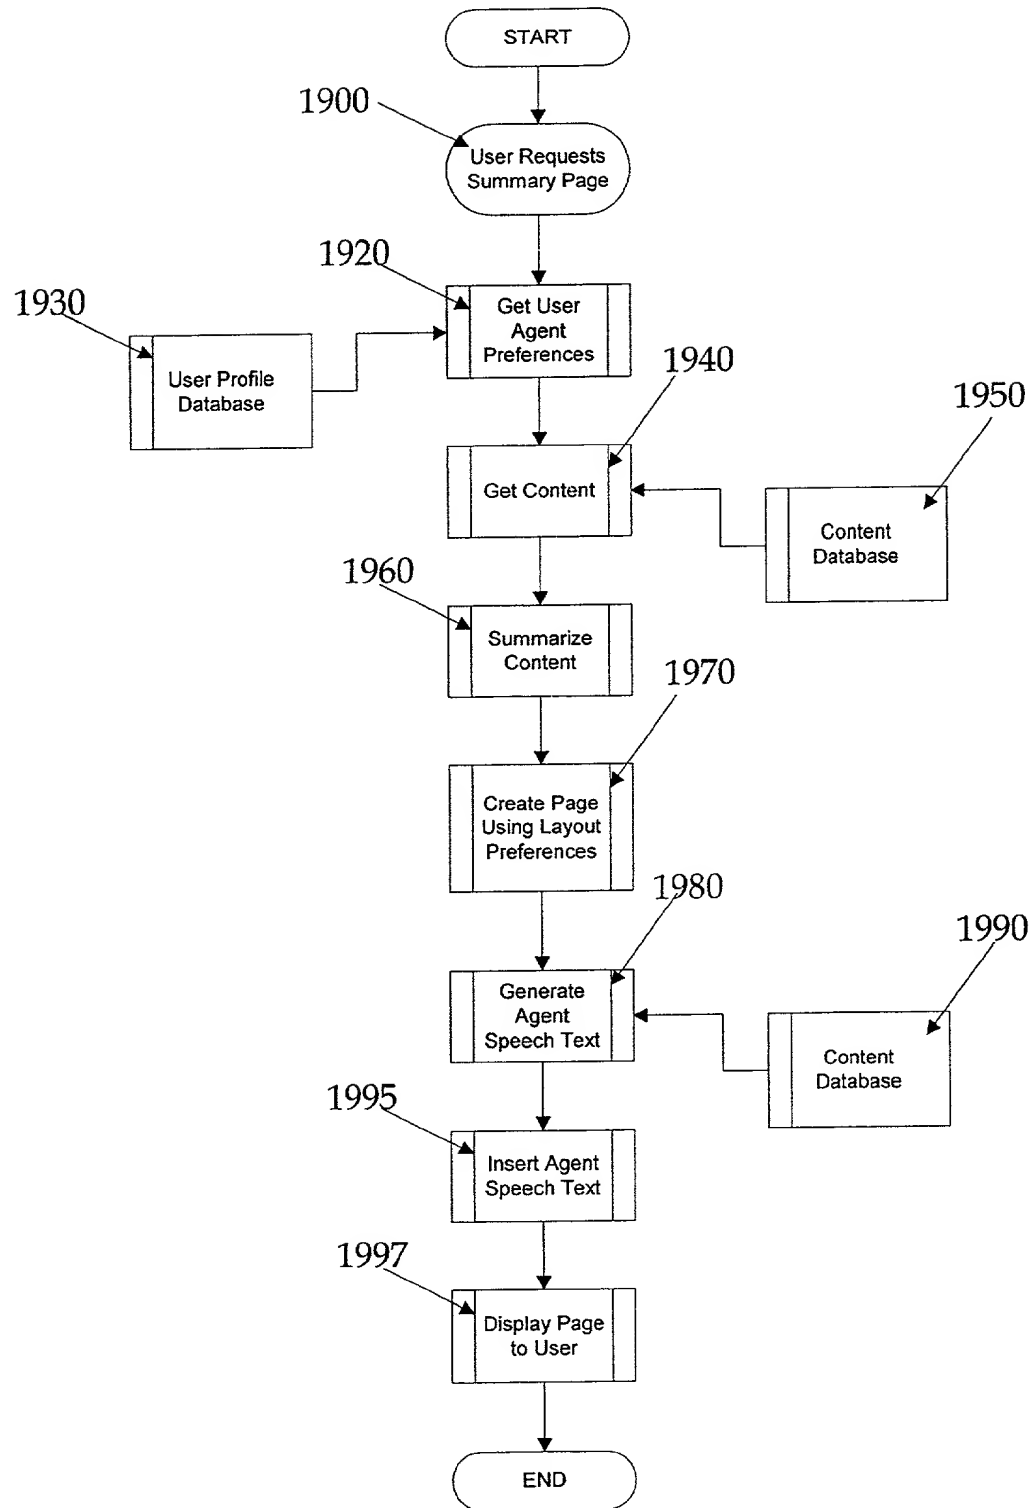 START
1900
User Requests
Summary Page
1920
1930
Get User
Agent
Preferences
User Profile
Database
1940
1950
Get Content
Content
Database
1960
Summarize
Content
1970
Create Page
Using Layout
Preferences
1980
1990
Generate
Agent
Speech Text
Content
Database
1995
Insert Agent
Speech Text
1997
Display Page
to User
END